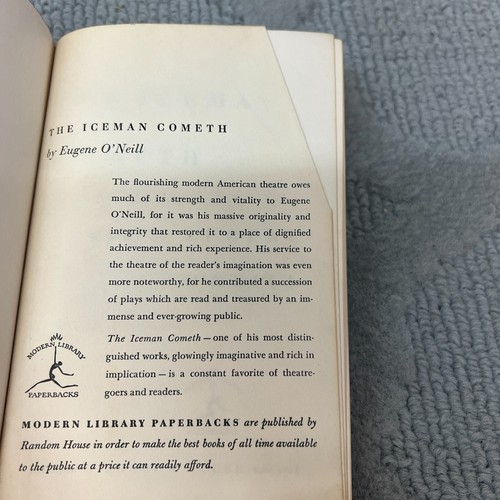 THE ICEMAN COMETH
by Eugene O'Neill
The flourishing modern American theatre owes
much of its strength and vitality to Eugene
O'Neill, for it was his massive originality and
integrity that restored it to a place of dignified
achievement and rich experience. His service to
the theatre of the reader's imagination was even
more noteworthy, for he contributed a succession
of plays which are read and treasured by an im-
mense and ever-growing public.
The Iceman Cometh—one of his most distin-
guished works, glowingly imaginative and rich in
implication—is a constant favorite of theatre-
goers and readers.
MODERN LIBRARY
PAPERBACKS
MODERN LIBRARY PAPERBACKS are published by
Random House in order to make the best books of all time available
to the public at a price it can readily afford.